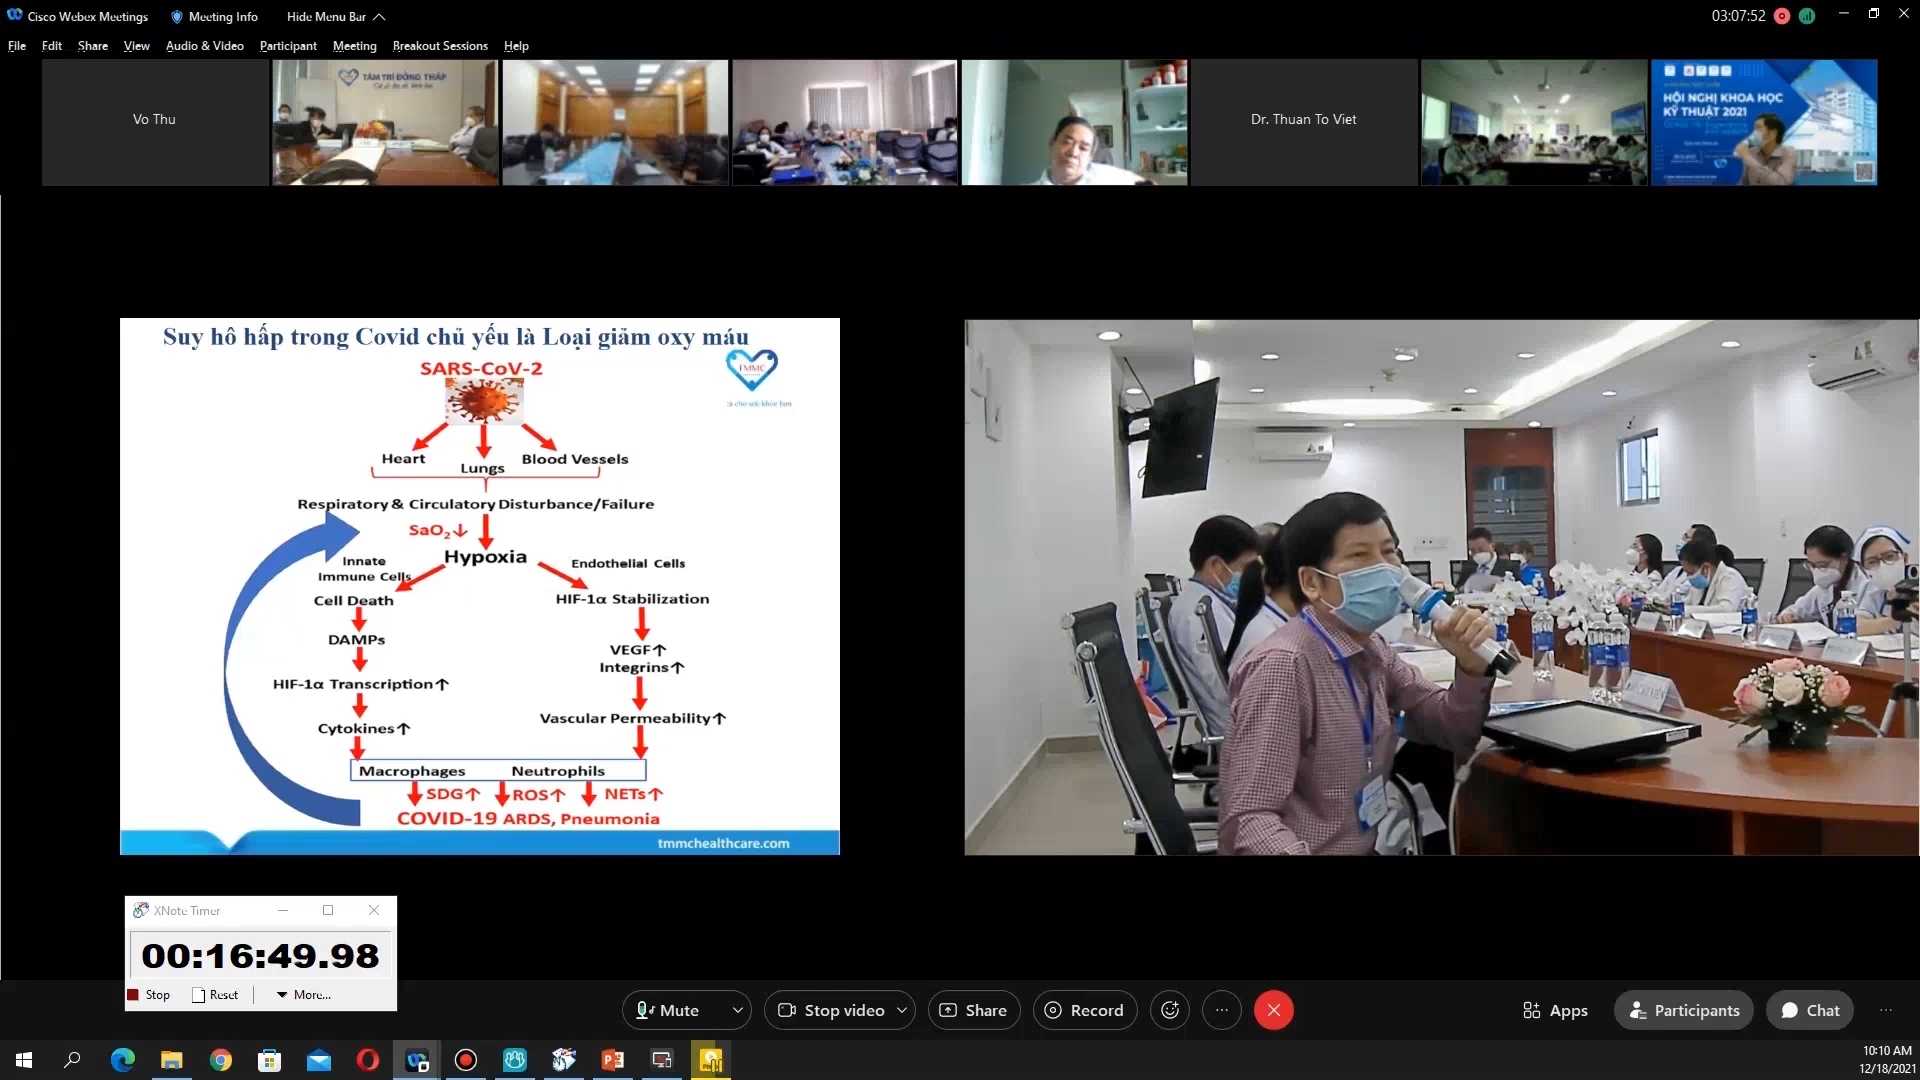 Cisco Webex Meetings
Meeting Info
Hide Menu Bar
03:07:52
File Edit Share View Audio & Video Participant Meeting Breakout Sessions Help
Vo Thu
TÂM TRÍ ĐỒNG THÁP
Dr. Thuan To Viet
HỘI NGHỊ KHOA HỌC
KỸ THUẬT 2021
Suy hô hấp trong Covid chủ yếu là Loại giảm oxy máu
TMMC
SARS-CoV-2
Heart
Lungs
Blood Vessels
Respiratory & Circulatory Disturbance/Failure
SaO₂↓
Hypoxia
Innate
Immune Cells
Endothelial Cells
Cell Death
HIF-1α Stabilization
DAMPs
VEGF↑
Integrins↑
HIF-1α Transcription↑
Vascular Permeability↑
Cytokines↑
Macrophages Neutrophils
SDG↑ ROS↑ NETs↑
COVID-19 ARDS, Pneumonia
tmmchealthcare.com
XNote Timer
00:16:49.98
Stop Reset More...
Mute
Stop video
Share
Record
Apps
Participants
Chat
10:10 AM
12/18/2021